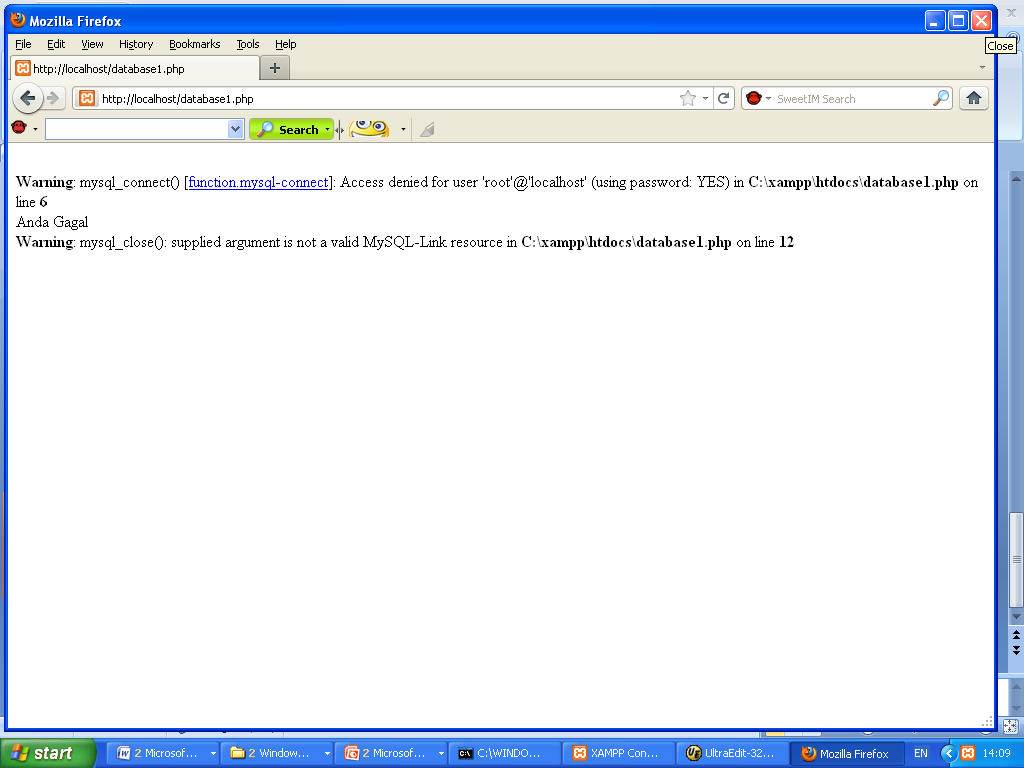 Mozilla Firefox
Close
File Edit View History Bookmarks Tools Help
http://localhost/database1.php
http://localhost/database1.php SweetIM Search
Search
Warning: mysql_connect() [function.mysql-connect]: Access denied for user 'root'@'localhost' (using password: YES) in C:\xampp\htdocs\database1.php on
line 6
Anda Gagal
Warning: mysql_close(): supplied argument is not a valid MySQL-Link resource in C:\xampp\htdocs\database1.php on line 12
start 2 Microsof... 2 Window... 2 Microsof... C:\WINDO... XAMPP Con... UltraEdit-32... Mozilla Firefox EN 14:09